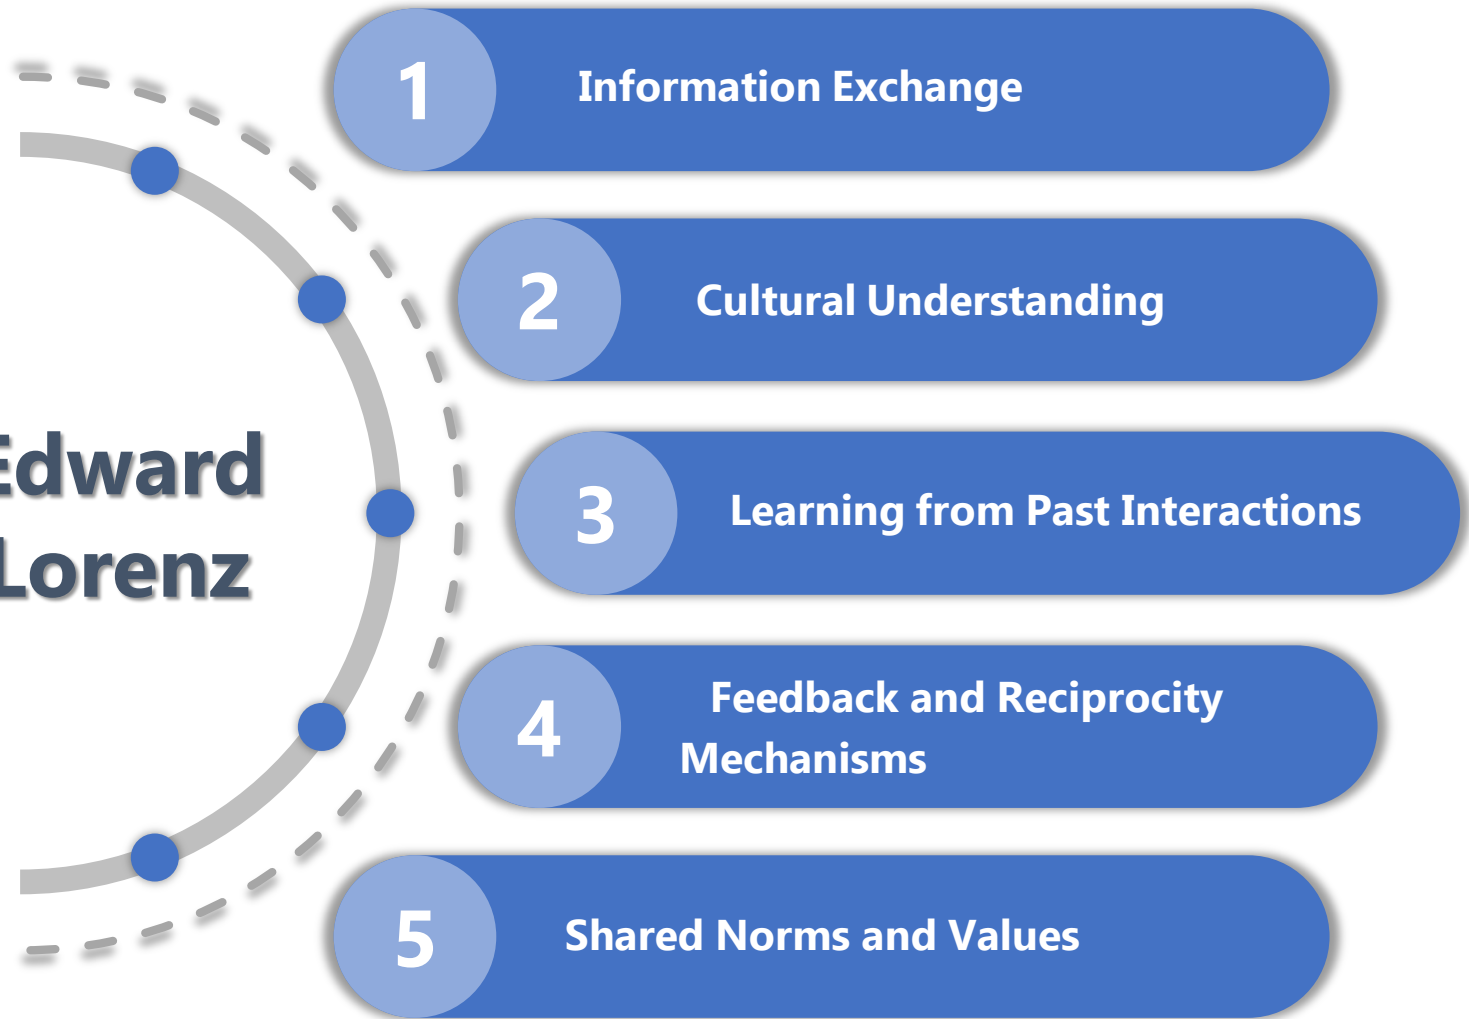 Edward
Lorenz
1
Information Exchange
2
Cultural Understanding
3
Learning from Past Interactions
4
Feedback and Reciprocity
Mechanisms
5
Shared Norms and Values